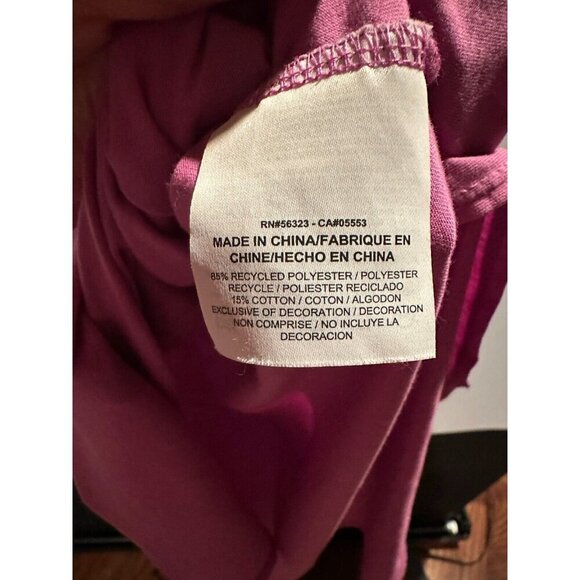 RN#56323 - CA#05553
MADE IN CHINA/FABRIQUE EN
CHINE/HECHO EN CHINA
85% RECYCLED POLYESTER / POLYESTER
RECYCLE / POLIESTER RECICLADO
15% COTTON / COTON / ALGODON
EXCLUSIVE OF DECORATION / DECORATION
NON COMPRISE / NO INCLUYE LA
DECORACION